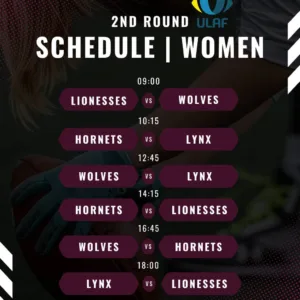 ULAF
2ND ROUND
SCHEDULE | WOMEN
09:00
LIONESSES VS WOLVES
10:15
HORNETS VS LYNX
12:45
WOLVES VS LYNX
14:15
HORNETS VS LIONESSES
16:45
WOLVES VS HORNETS
18:00
LYNX VS LIONESSES